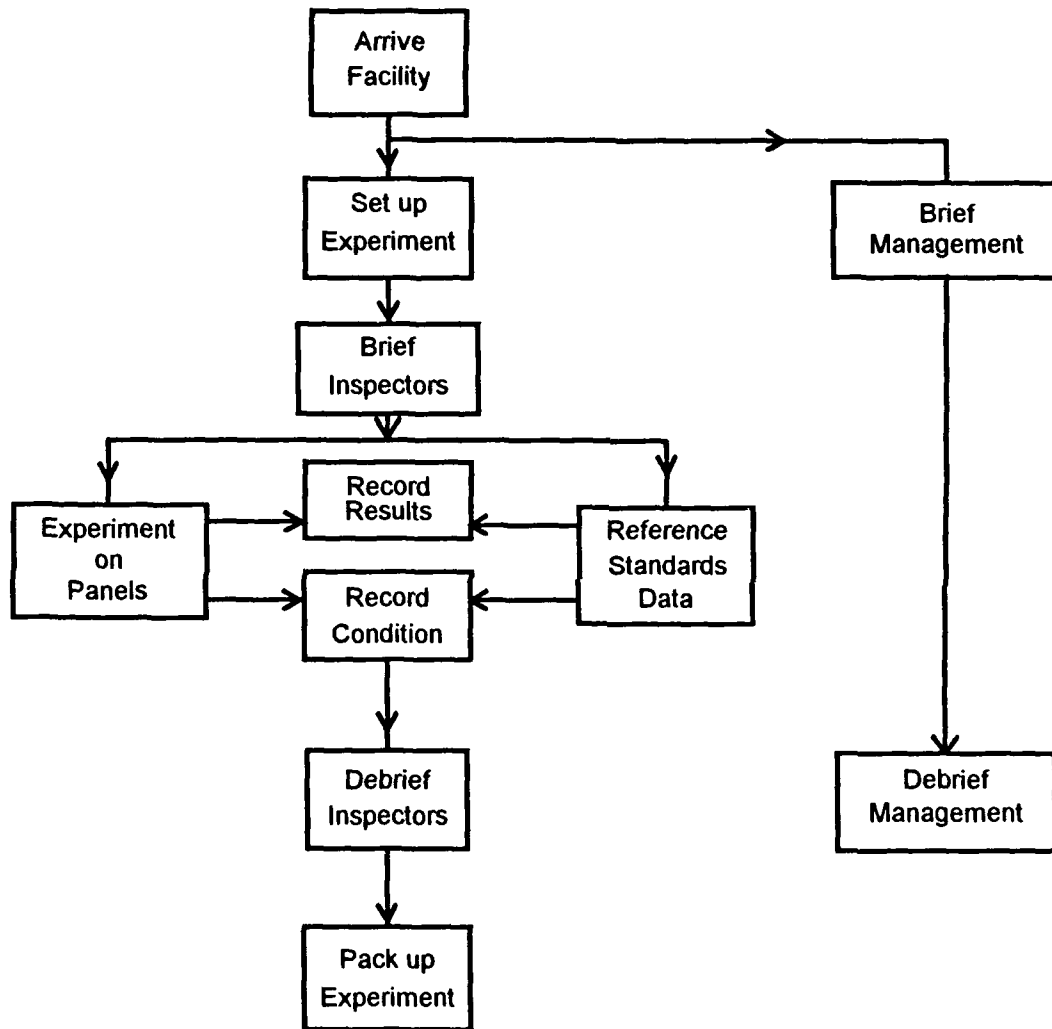 Arrive
Facility
Set up
Experiment
Brief
Management
Brief
Inspectors
Record
Results
Experiment
on
Panels
Reference
Standards
Data
Record
Condition
Debrief
Inspectors
Debrief
Management
Pack up
Experiment